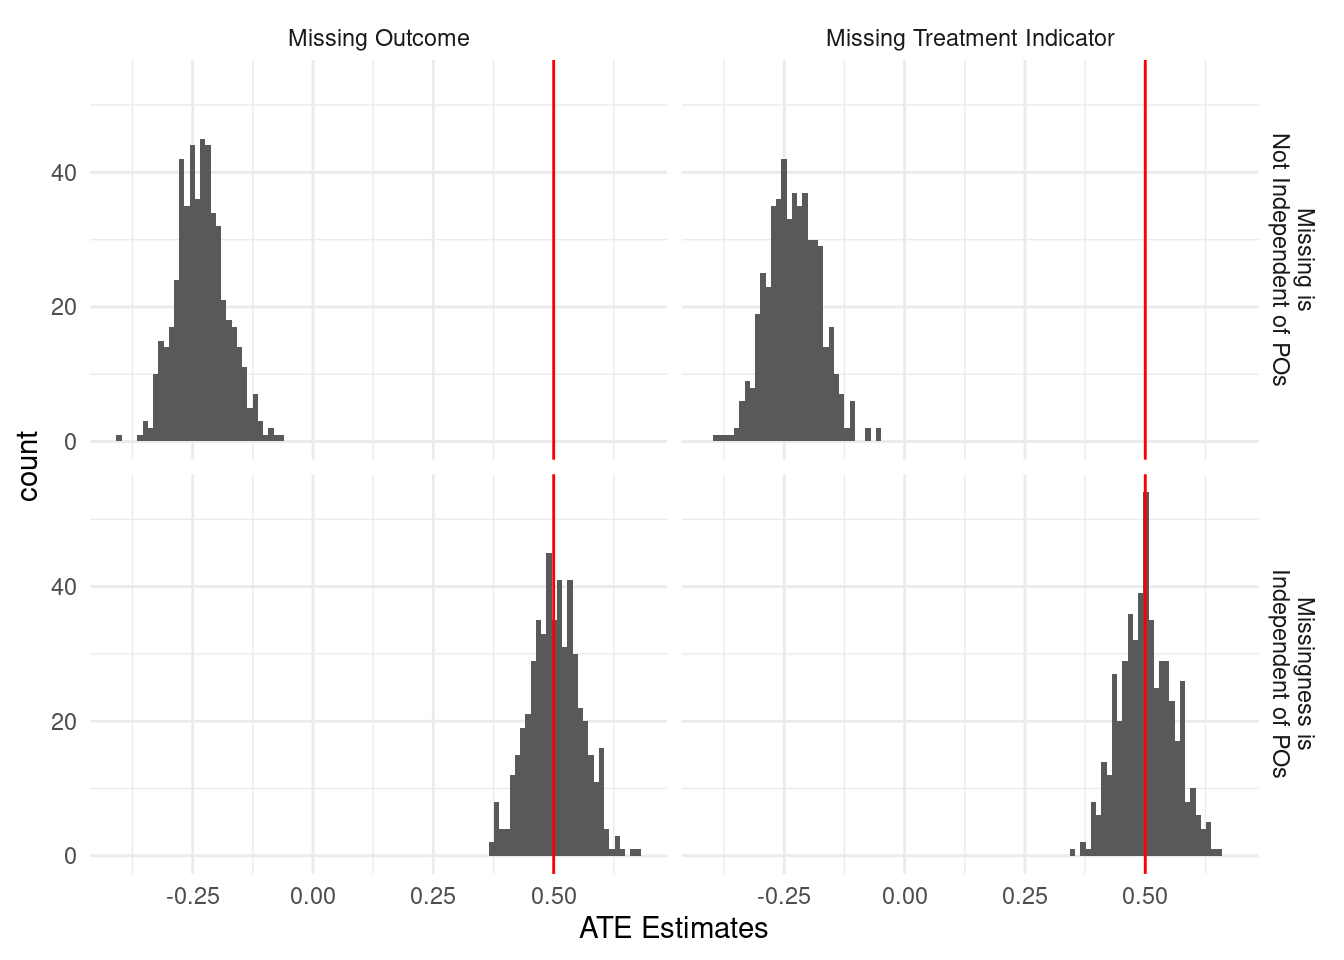 Missing Outcome
Missing Treatment Indicator
40
20
0
Missing is
Not Independent of POs
count
40
20
0
Missingness is
Independent of POs
-0.25
0.00
0.25
0.50
-0.25
0.00
0.25
0.50
ATE Estimates